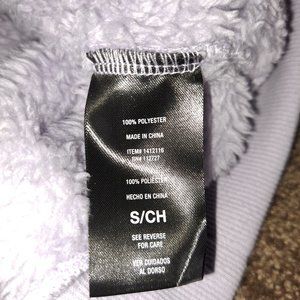 100% POLYESTER
MADE IN CHINA
ITEM# 1412116
RN# 112727
100% POLIÉSTER
HECHO EN CHINA
S/CH
SEE REVERSE
FOR CARE
VER CUIDADOS
AL DORSO